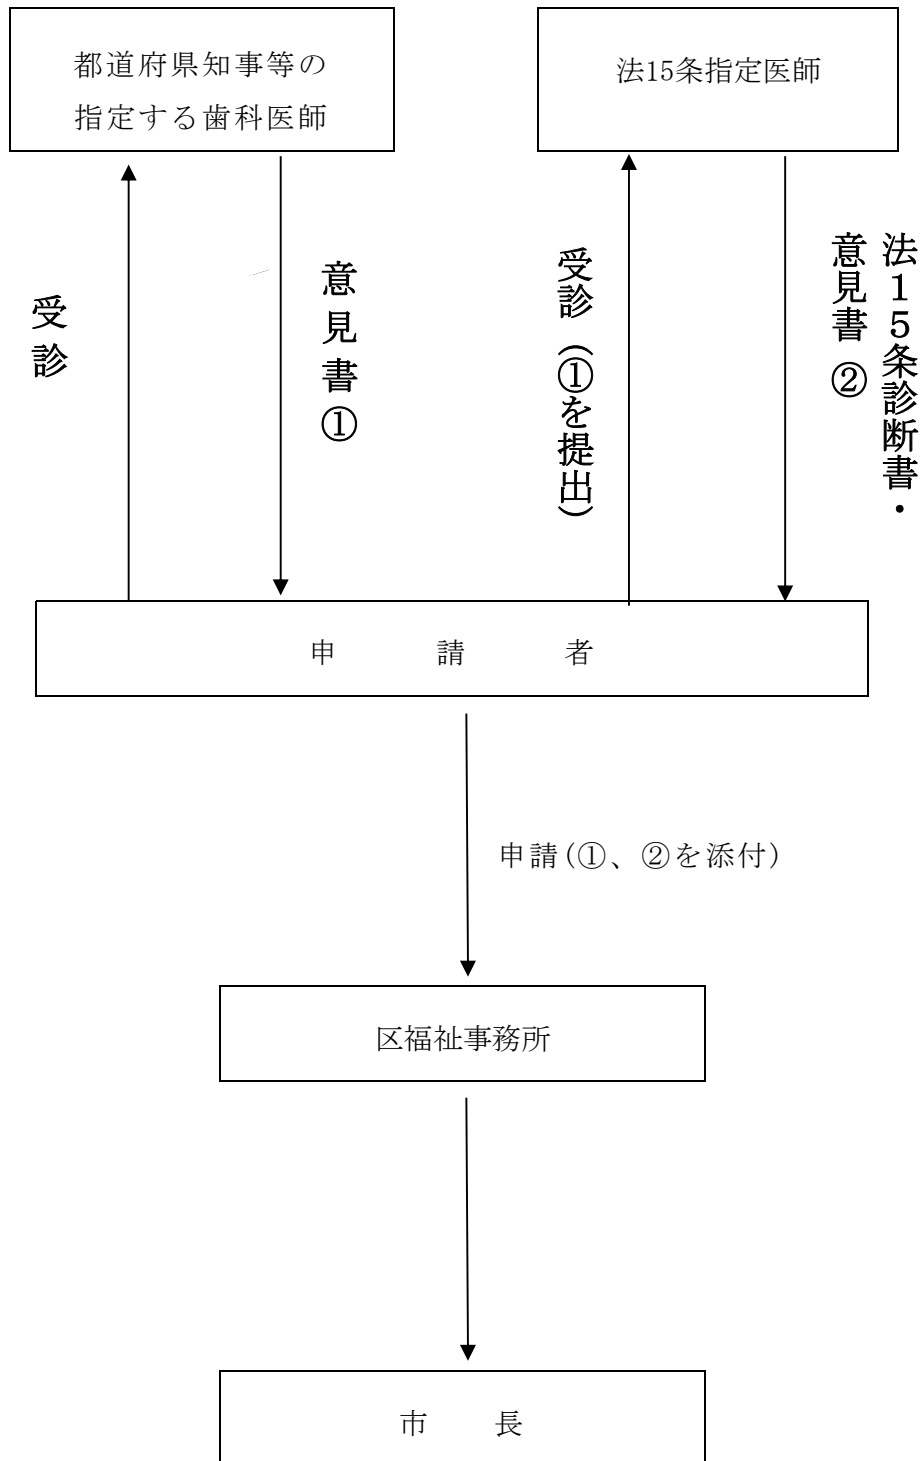 都道府県知事等の
指定する歯科医師
法15条指定医師
受診
意見書①
受診（①を提出）
法１５条診断書・
意見書②
申請者
申請(①、②を添付)
区福祉事務所
市長